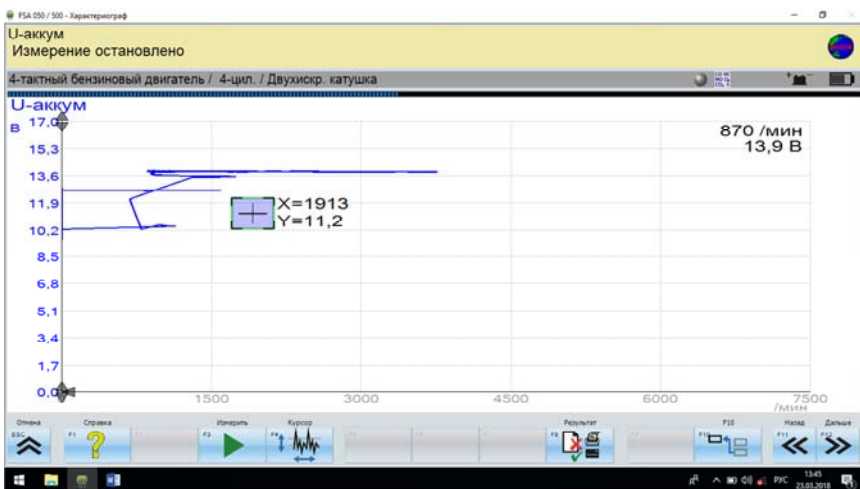 FSA 050 / 500 - Характериограф
U-аккум
Измерение остановлено
4-тактный бензиновый двигатель / 4-цил. / Двухискр. катушка
U-аккум
В
17,0
15,3
13,6
11,9
10,2
8,5
6,8
5,1
3,4
1,7
0,0
870 /мин
13,9 В
X=1913
Y=11,2
1500
3000
4500
6000
7500
/мин
Отмена
Справка
Измерить
Курсор
Результат
F10
Назад
Дальше
ESC
F1
F3
F4
F10
F11
F12
РУС
13:45
23.03.2018